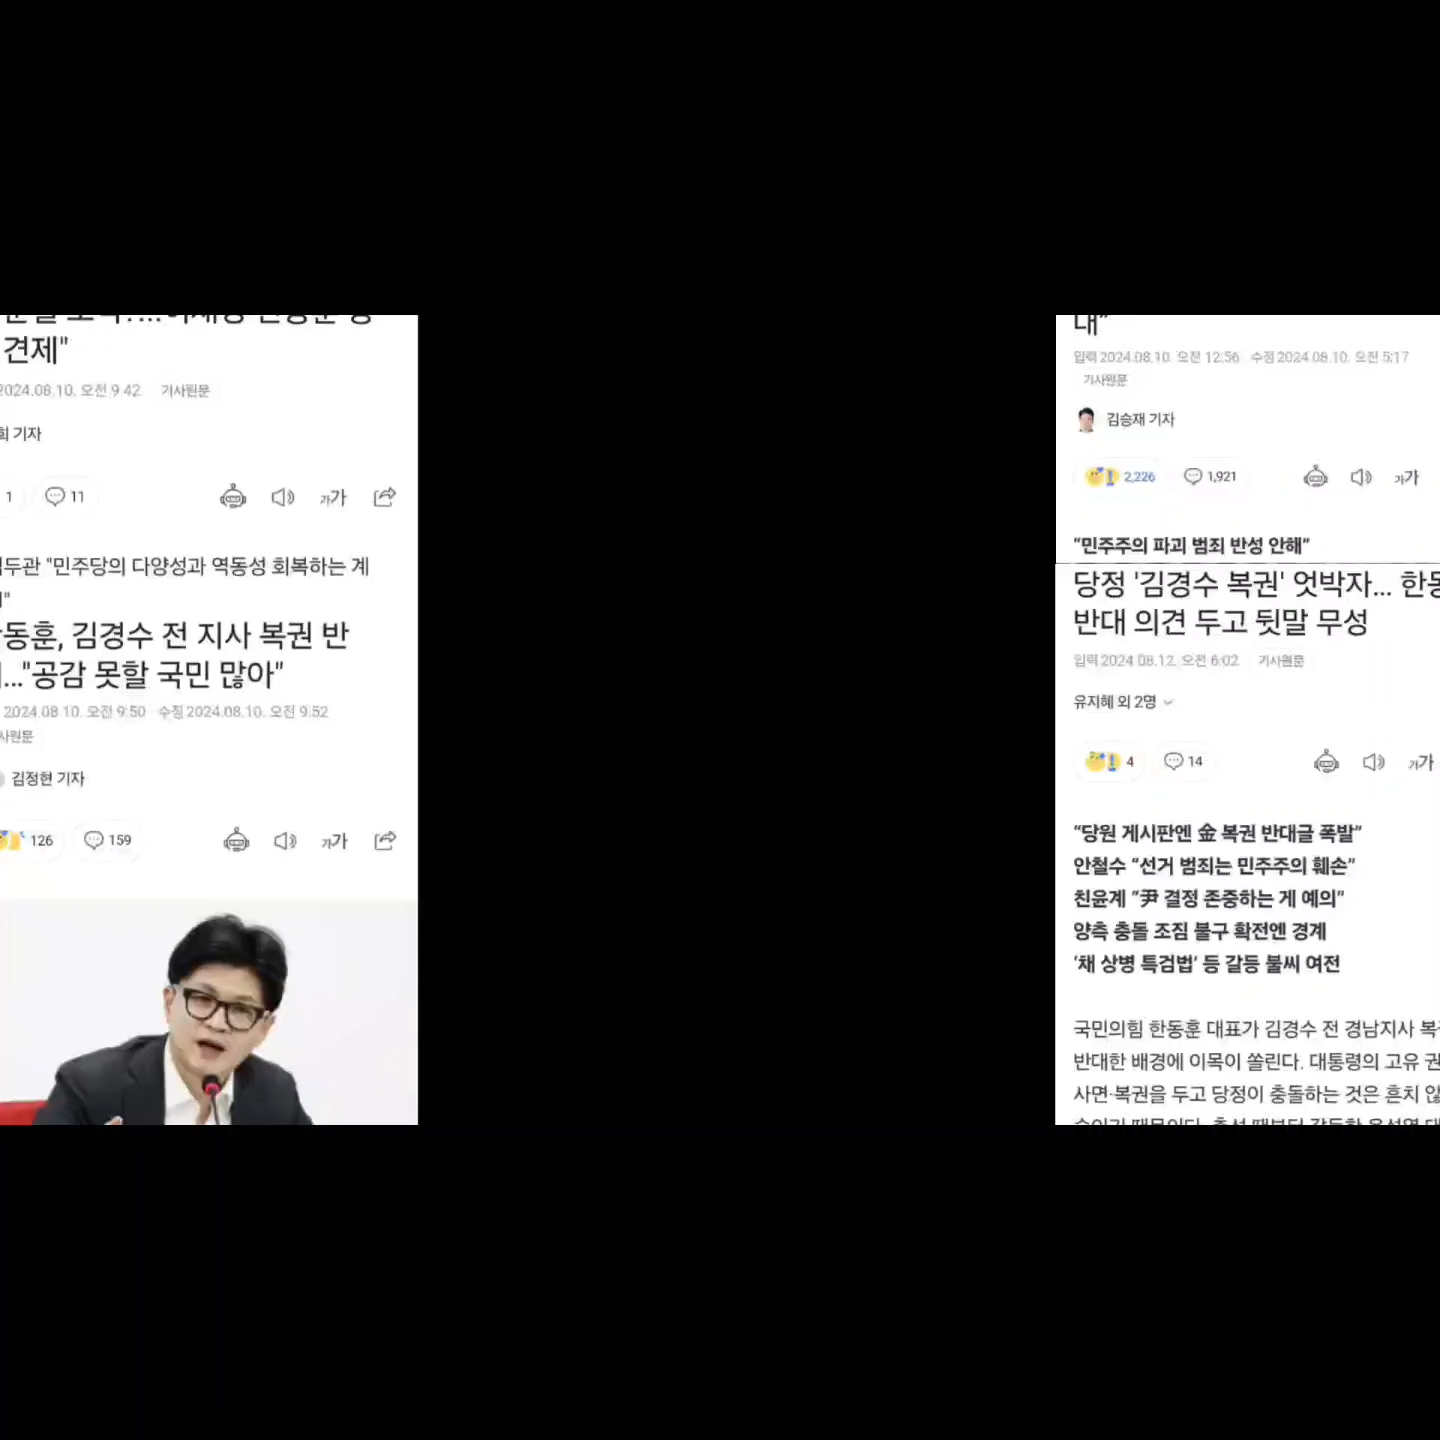 견제"
2024.08.10. 오전 9:42 기사원문
기자
1 11
두관 "민주당의 다양성과 역동성 회복하는 계
동훈, 김경수 전 지사 복권 반
..."공감 못할 국민 많아"
2024.08.10. 오전 9:50 수정 2024.08.10. 오전 9:52
사원문
김정현 기자
126 159
가가
대"
입력 2024.08.10. 오전 12:56 수정 2024.08.10. 오전 5:17
기사원문
김승재 기자
2,226 1,921 가가
"민주주의 파괴 범죄 반성 안해"
당정 '김경수 복권' 엇박자... 한동
반대 의견 두고 뒷말 무성
입력 2024.08.12. 오전 6:02 기사원문
유지혜 외 2명
4 14 가가
“당원 게시판엔 金 복권 반대글 폭발”
안철수 “선거 범죄는 민주주의 훼손”
친윤계 “尹 결정 존중하는 게 예의”
양측 충돌 조짐 불구 확전엔 경계
‘채 상병 특검법’ 등 갈등 불씨 여전
국민의힘 한동훈 대표가 김경수 전 경남지사 복
반대한 배경에 이목이 쏠린다. 대통령의 고유 권
사면·복권을 두고 당정이 충돌하는 것은 흔치 않